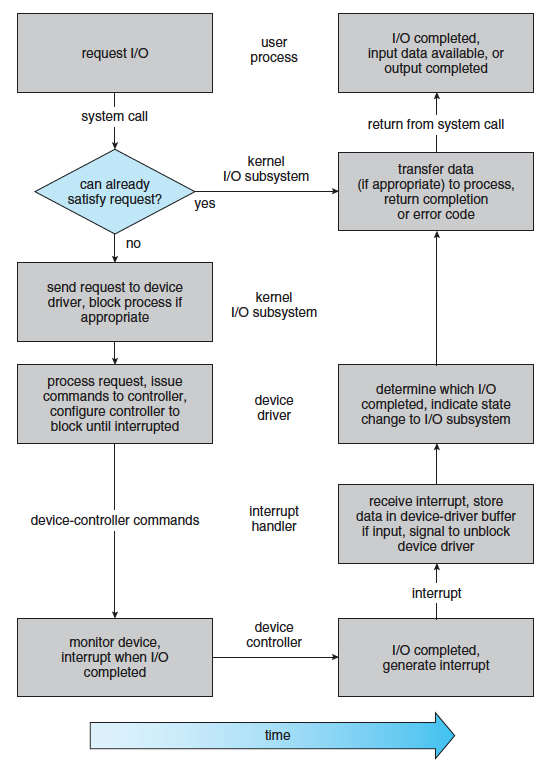 request I/O
user
process
I/O completed,
input data available, or
output completed
system call
return from system call
can already
satisfy request?
kernel
I/O subsystem
yes
transfer data
(if appropriate) to process,
return completion
or error code
no
send request to device
driver, block process if
appropriate
kernel
I/O subsystem
process request, issue
commands to controller,
configure controller to
block until interrupted
device
driver
determine which I/O
completed, indicate state
change to I/O subsystem
device-controller commands
interrupt
handler
receive interrupt, store
data in device-driver buffer
if input, signal to unblock
device driver
interrupt
monitor device,
interrupt when I/O
completed
device
controller
I/O completed,
generate interrupt
time